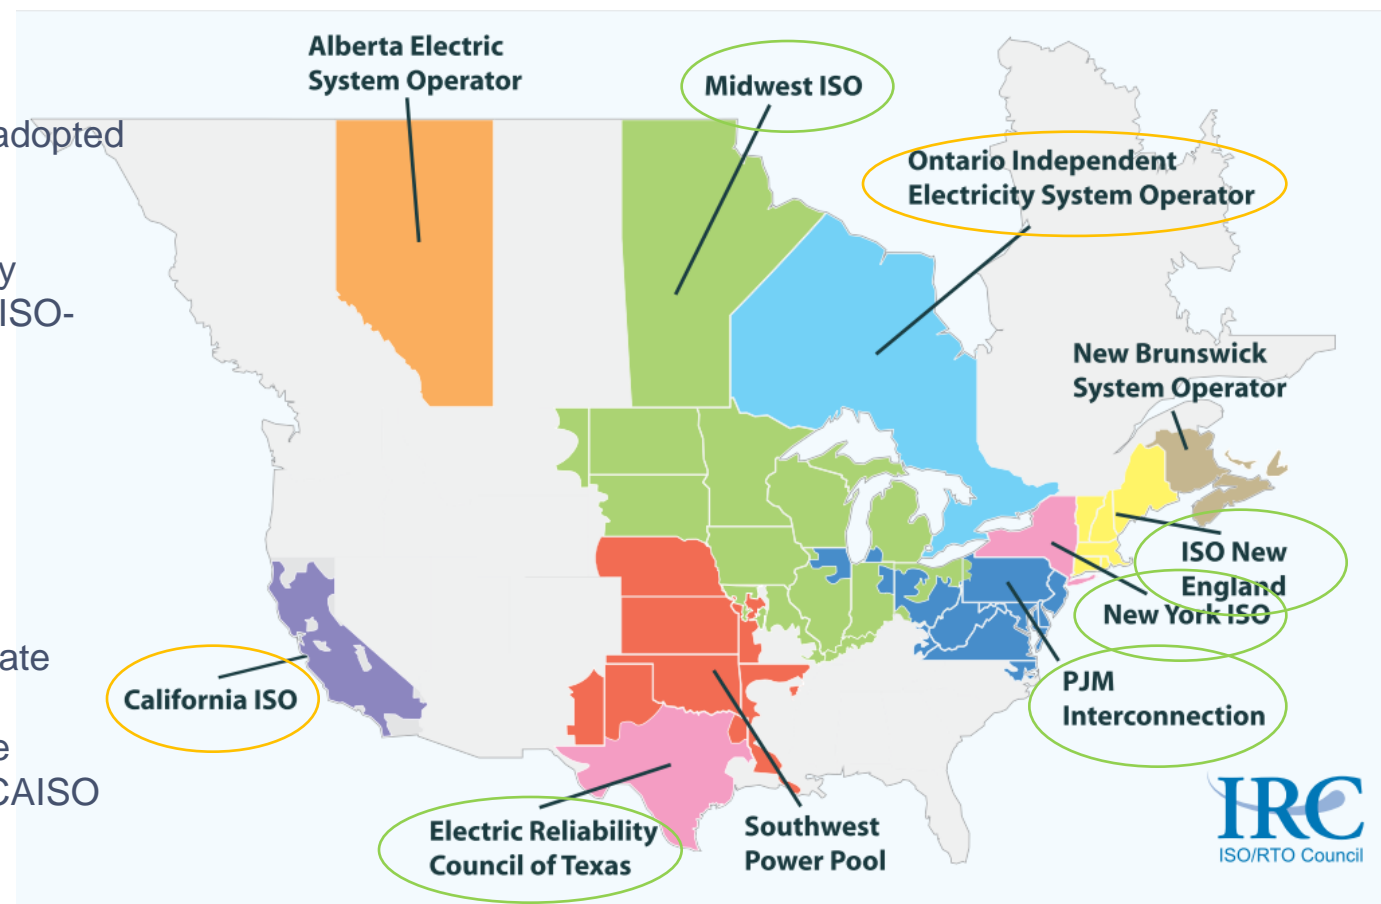 adopted
y
ISO-
ate
e
CAISO
Alberta Electric
System Operator
Midwest ISO
Ontario Independent
Electricity System Operator
New Brunswick
System Operator
ISO New
England
New York ISO
PJM
Interconnection
California ISO
Electric Reliability
Council of Texas
Southwest
Power Pool
IRC
ISO/RTO Council